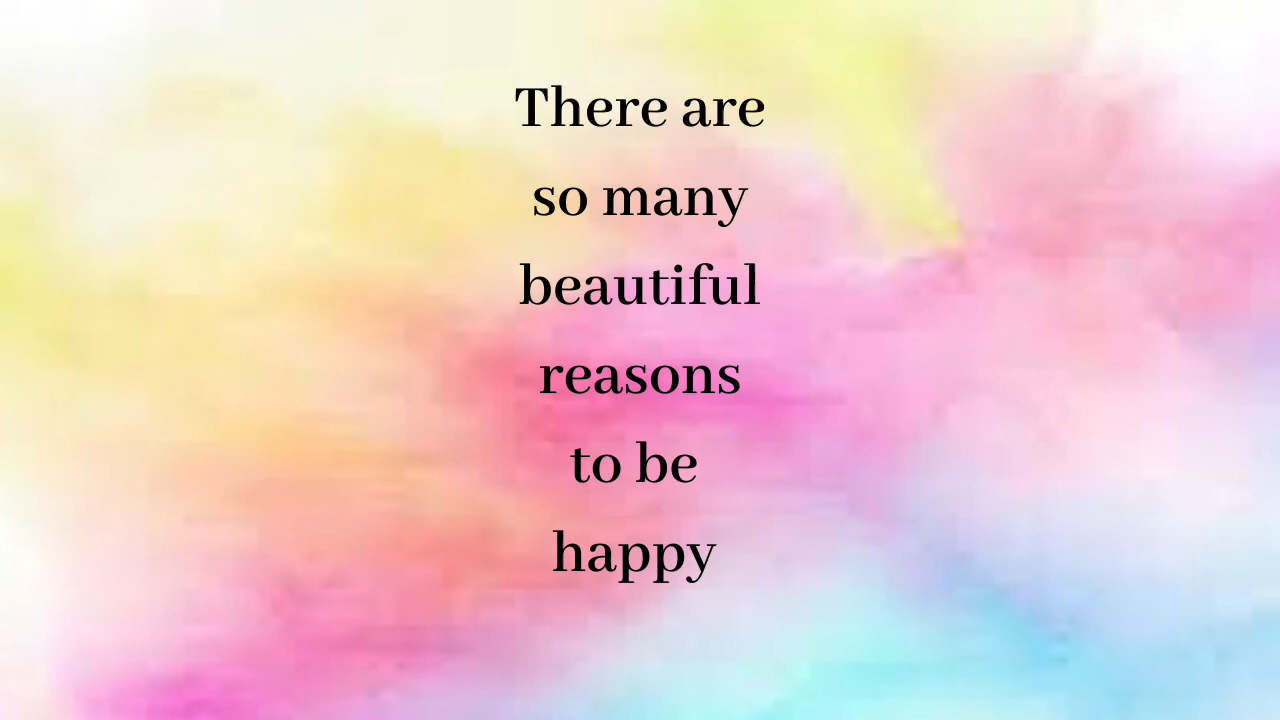 There are
so many
beautiful
reasons
to be
happy